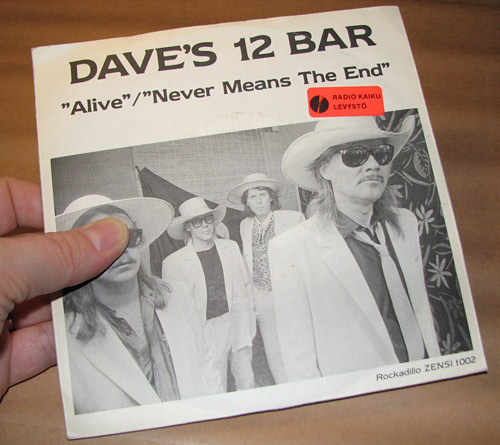 DAVE'S 12 BAR
"Alive"/"Never Means The End"
RADIO KAIKU
LEVYSTÖ
Rockadillo ZENSI 1002